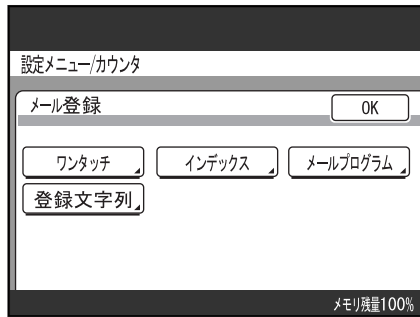 設定メニュー/カウンタ
メール登録 OK
ワンタッチ インデックス メールプログラム
登録文字列
メモリ残量100%